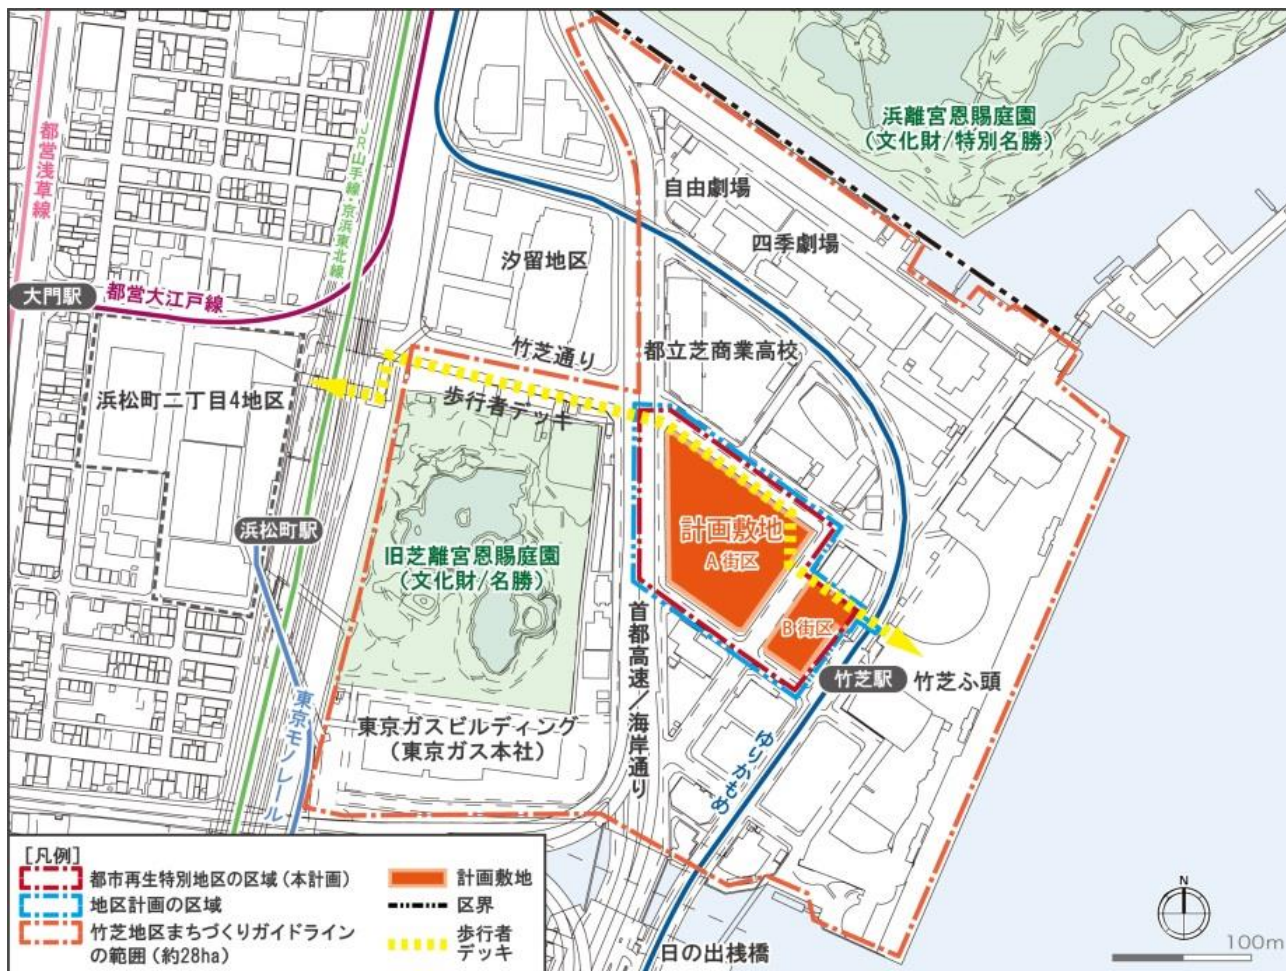 浜離宮恩賜庭園
(文化財/特別名勝)
都営浅草線
JR山手線・京浜東北線
自由劇場
四季劇場
汐留地区
大門駅
都営大江戸線
竹芝通り
都立芝商業高校
浜松町二丁目4地区
歩行者デッキ
計画敷地
A街区
浜松町駅
旧芝離宮恩賜庭園
(文化財/名勝)
B街区
首都高速/海岸通り
竹芝駅
竹芝ふ頭
東京モノレール
東京ガスビルディング
(東京ガス本社)
ゆりかもめ
日の出桟橋
[凡例]
都市再生特別地区の区域(本計画)
地区計画の区域
竹芝地区まちづくりガイドライン
の範囲(約28ha)
計画敷地
区界
歩行者
デッキ
N
100m